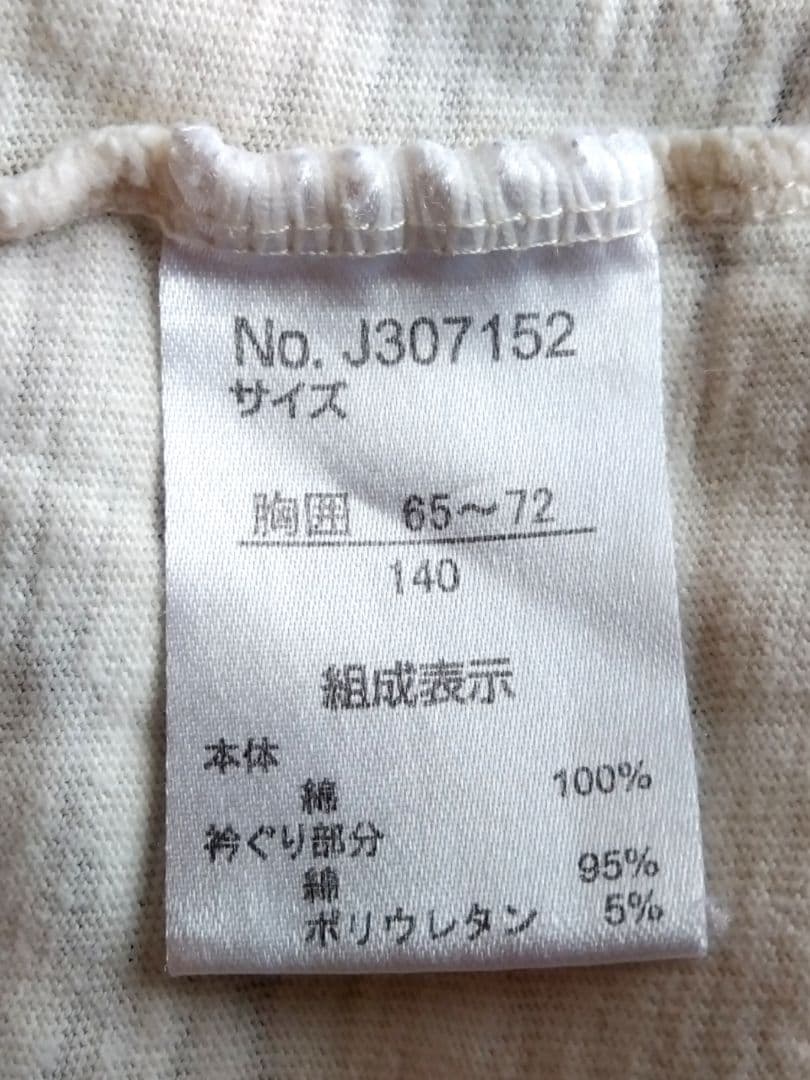 No. J307152
サイズ
胸囲 65～72
140
組成表示
本体
綿 100%
衿ぐり部分
綿 95%
ポリウレタン 5%